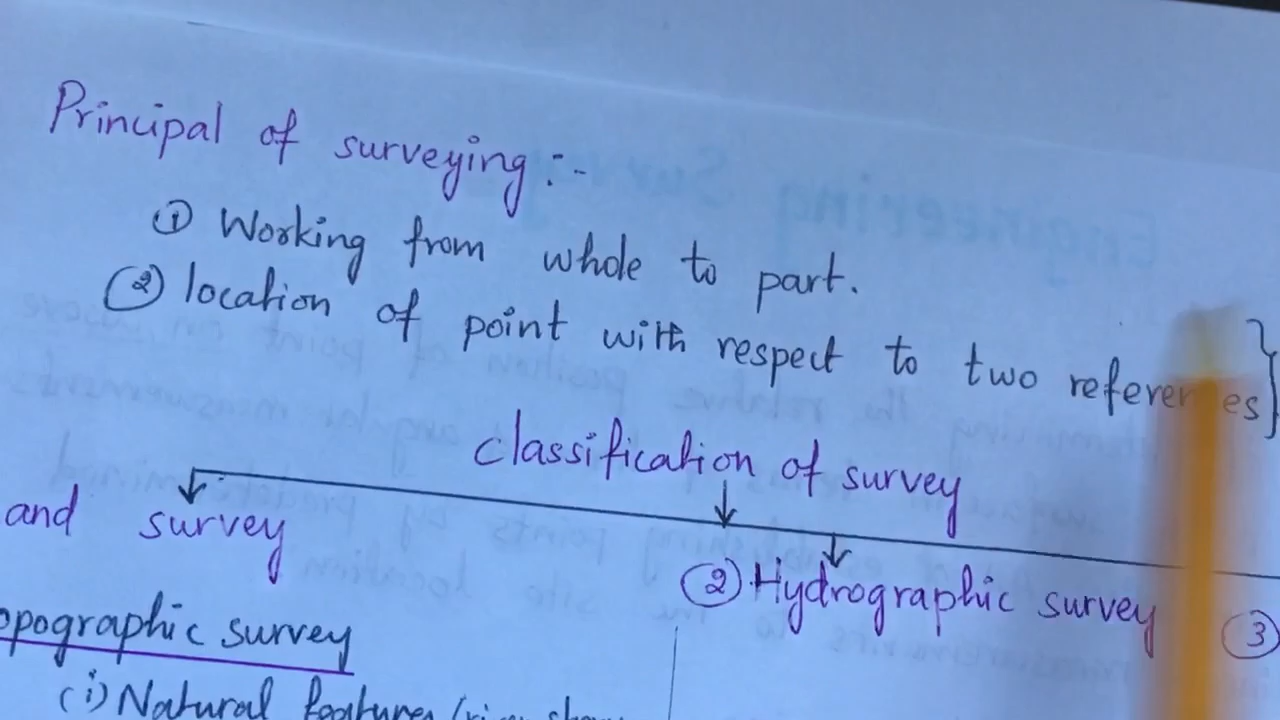 Principal of surveying :-
① Working from whole to part.
② location of point with respect to two
classification of survey
and survey
② Hydrographic survey
③
opographic survey
(i) Natural features